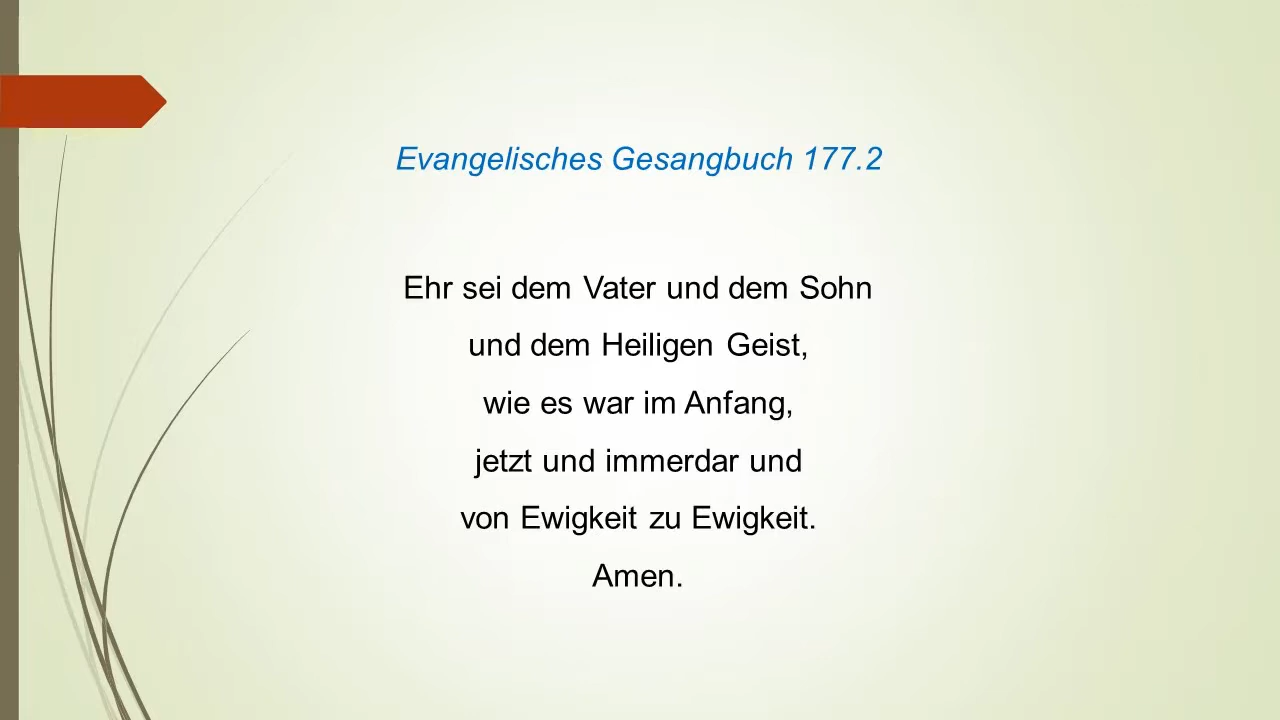 Evangelisches Gesangbuch 177.2
Ehr sei dem Vater und dem Sohn
und dem Heiligen Geist,
wie es war im Anfang,
jetzt und immerdar und
von Ewigkeit zu Ewigkeit.
Amen.